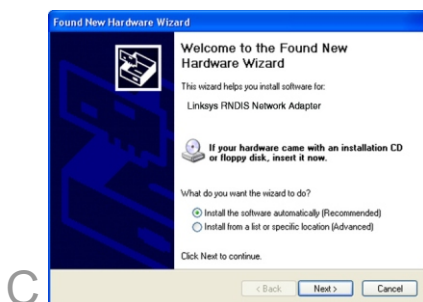 Found New Hardware Wizard
Welcome to the Found New
Hardware Wizard
This wizard helps you install software for:
Linksys RNDIS Network Adapter
If your hardware came with an installation CD
or floppy disk, insert it now.
What do you want the wizard to do?
Install the software automatically (Recommended)
Install from a list or specific location (Advanced)
Click Next to continue.
C
< Back
Next >
Cancel